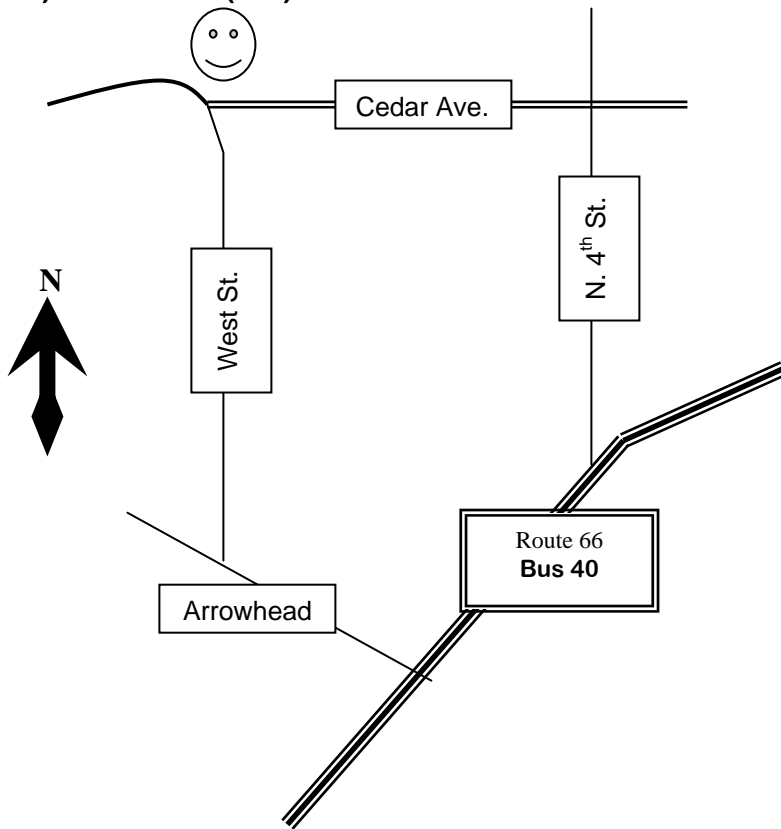 Cedar Ave.
N. 4th St.
N
West St.
Route 66
Bus 40
Arrowhead